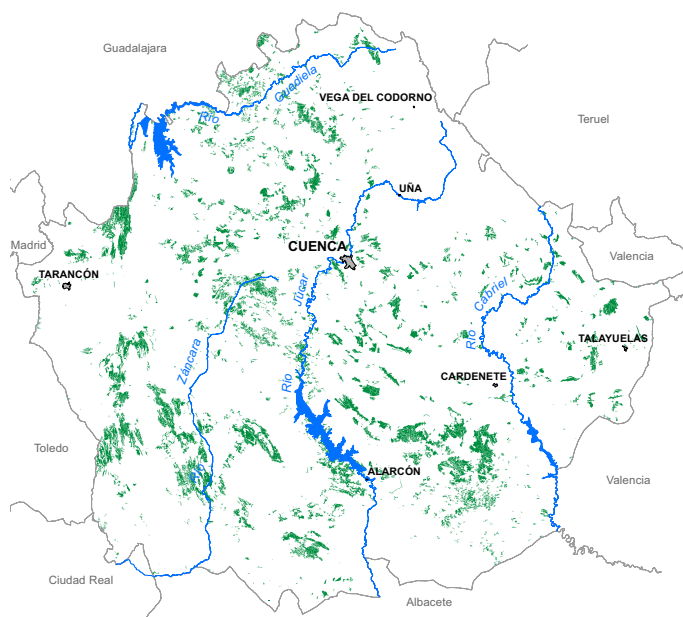 Guadalajara
Río Guadiela
VEGA DEL CODORNO
Teruel
UÑA
Madrid
CUENCA
Valencia
TARANCÓN
Río Júcar
Río Cabriel
TALAYUELAS
Río Záncara
CARDENETE
Toledo
ALARCÓN
Valencia
Ciudad Real
Albacete